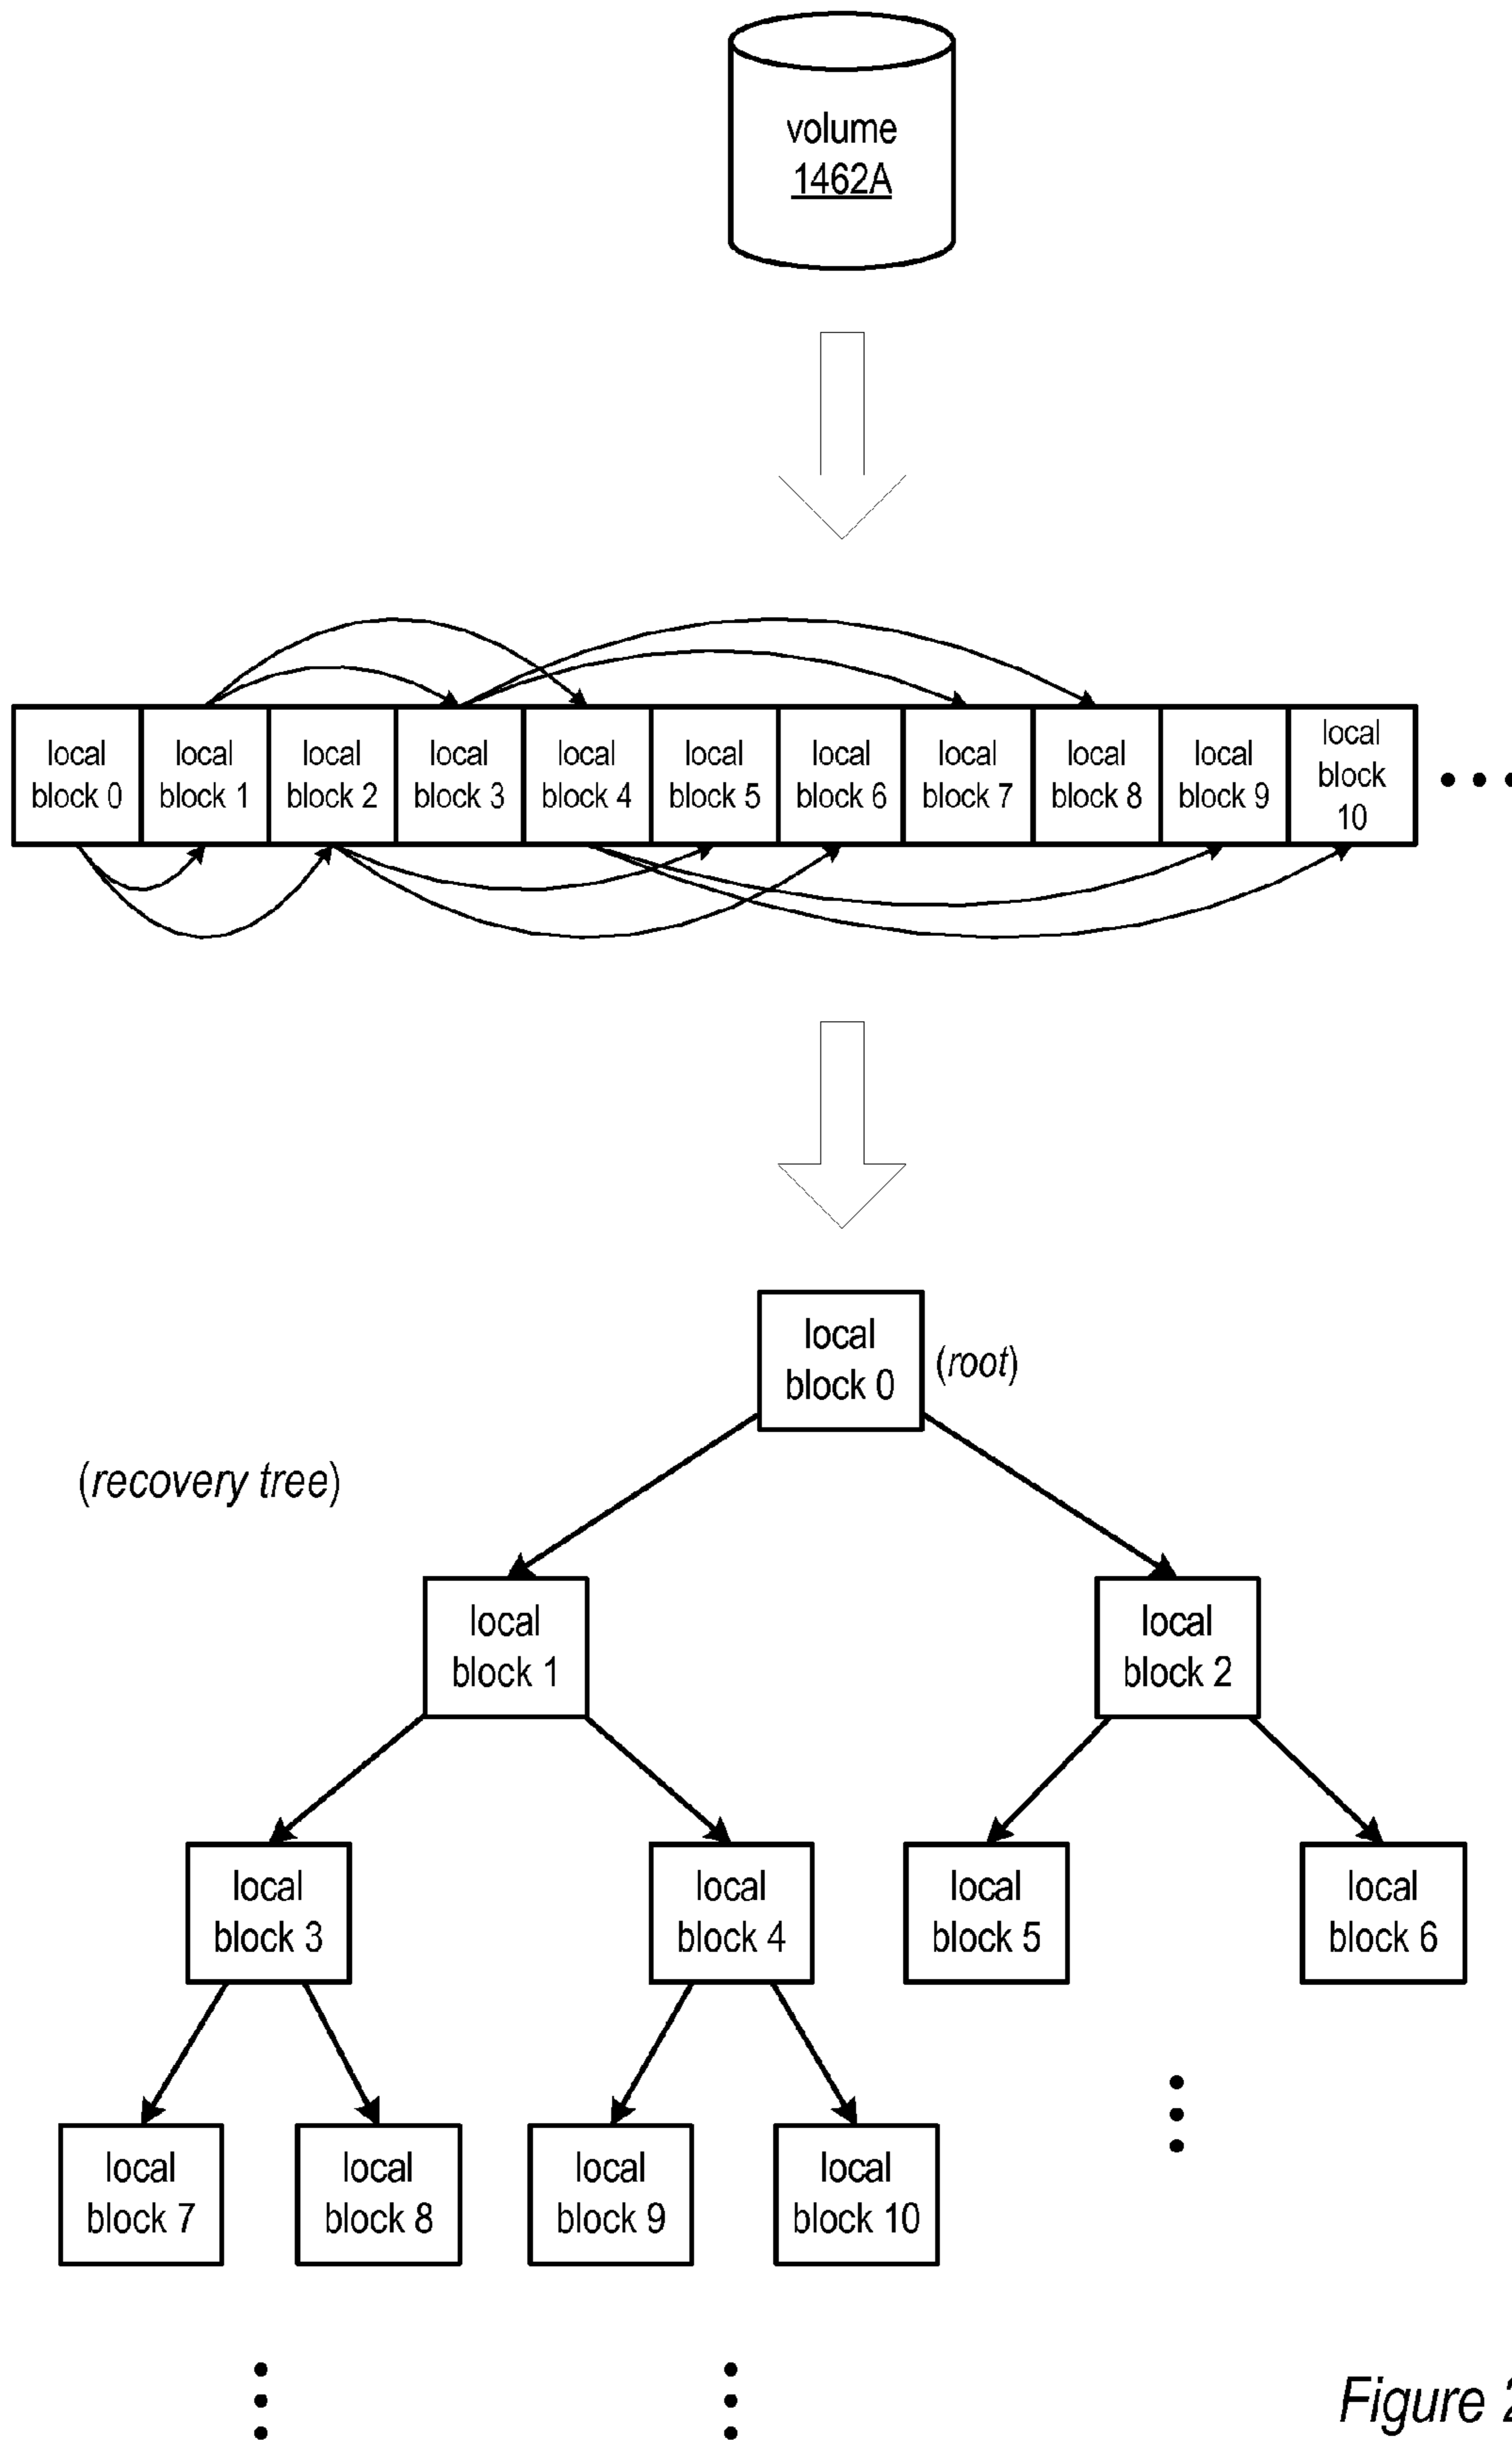 volume
1462A
local
block 0
local
block 1
local
block 2
local
block 3
local
block 4
local
block 5
local
block 6
local
block 7
local
block 8
local
block 9
local
block
10
local
block 0
(root)
(recovery tree)
local
block 1
local
block 2
local
block 3
local
block 4
local
block 5
local
block 6
local
block 7
local
block 8
local
block 9
local
block 10
Figure